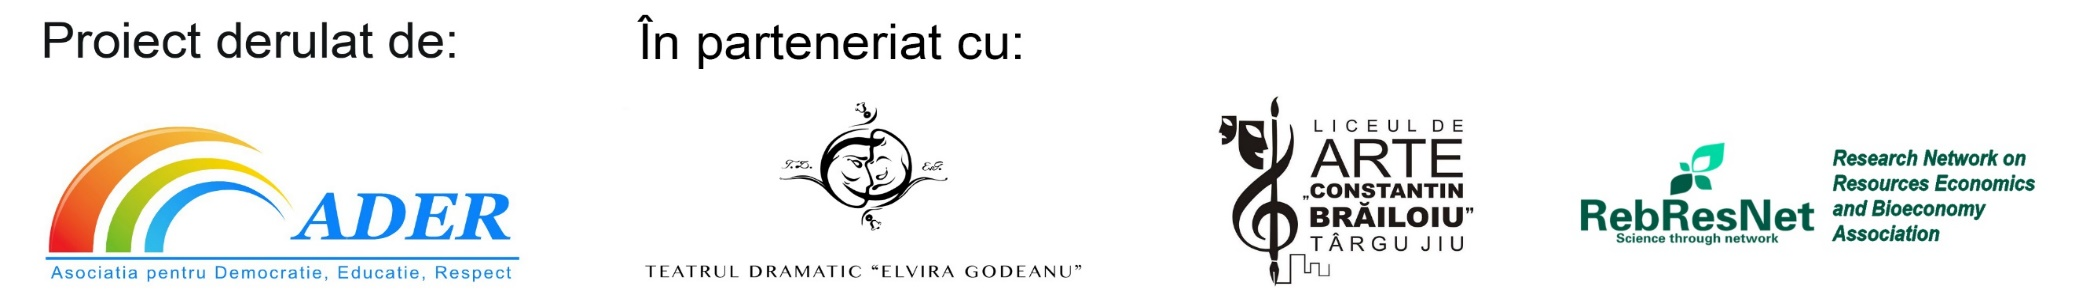 Proiect derulat de:
În parteneriat cu:
ADER
Asociatia pentru Democratie, Educatie, Respect
T.D.
E.G.
TEATRUL DRAMATIC “ELVIRA GODEANU”
LICEUL DE
ARTE
„CONSTANTIN
BRĂILOIU”
TÂRGU JIU
RebResNet
Science through network
Research Network on
Resources Economics
and Bioeconomy
Association